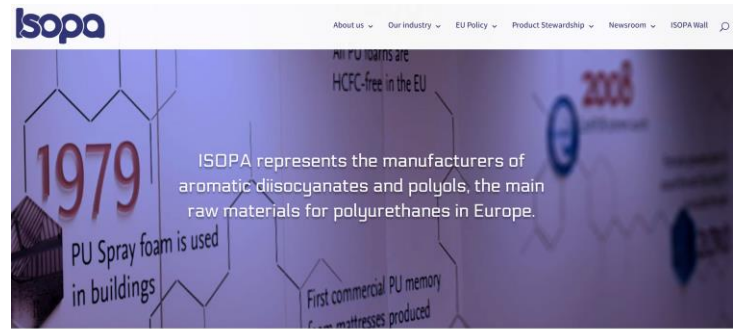 Isopa
About us
Our industry
EU Policy
Product Stewardship
Newsroom
ISOPA Wall
All PU foams are
HCFC-free in the EU
2008
1979
ISOPA represents the manufacturers of
aromatic diisocyanates and polyols, the main
raw materials for polyurethanes in Europe.
PU Spray foam is used
in buildings
First commercial PU memory
foam mattresses produced